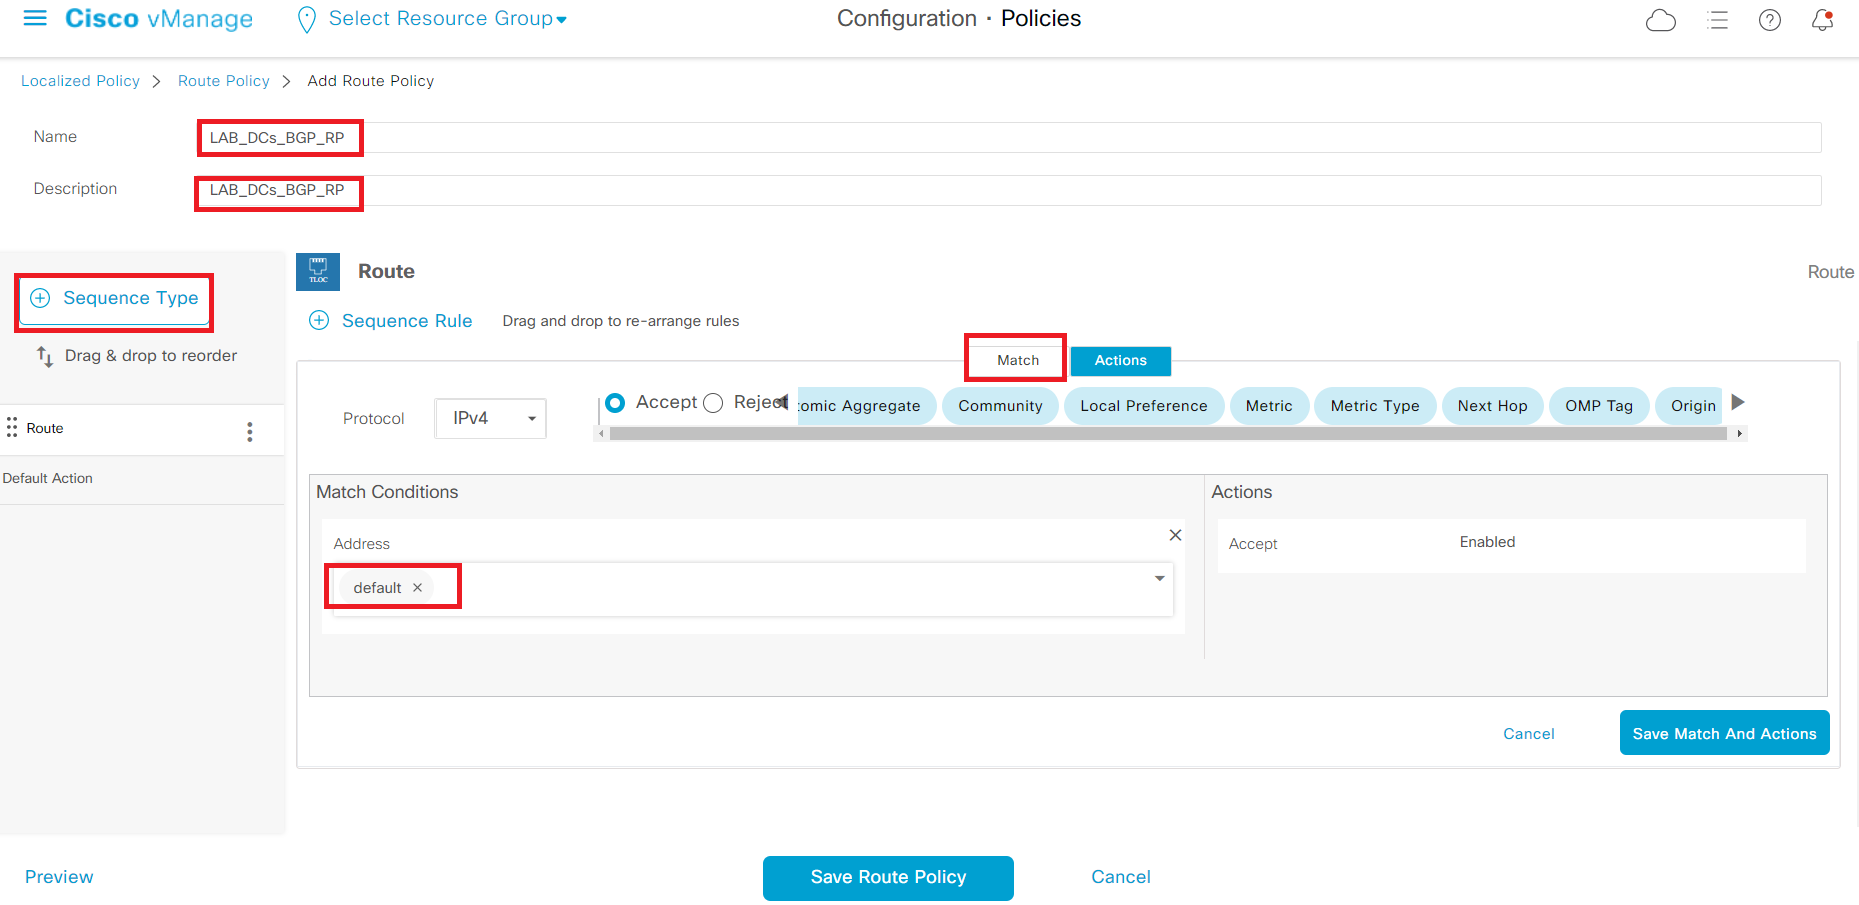 Cisco vManage Select Resource Group Configuration · Policies
Localized Policy > Route Policy > Add Route Policy
Name LAB_DCs_BGP_RP
Description LAB_DCs_BGP_RP
TLOC Route Route
Sequence Type
Sequence Rule Drag and drop to re-arrange rules
Drag & drop to reorder
Match Actions
Protocol IPv4 Accept Reject tomic Aggregate Community Local Preference Metric Metric Type Next Hop OMP Tag Origin
Route
Default Action
Match Conditions Actions
Address
Accept Enabled
default ×
Cancel Save Match And Actions
Preview Save Route Policy Cancel